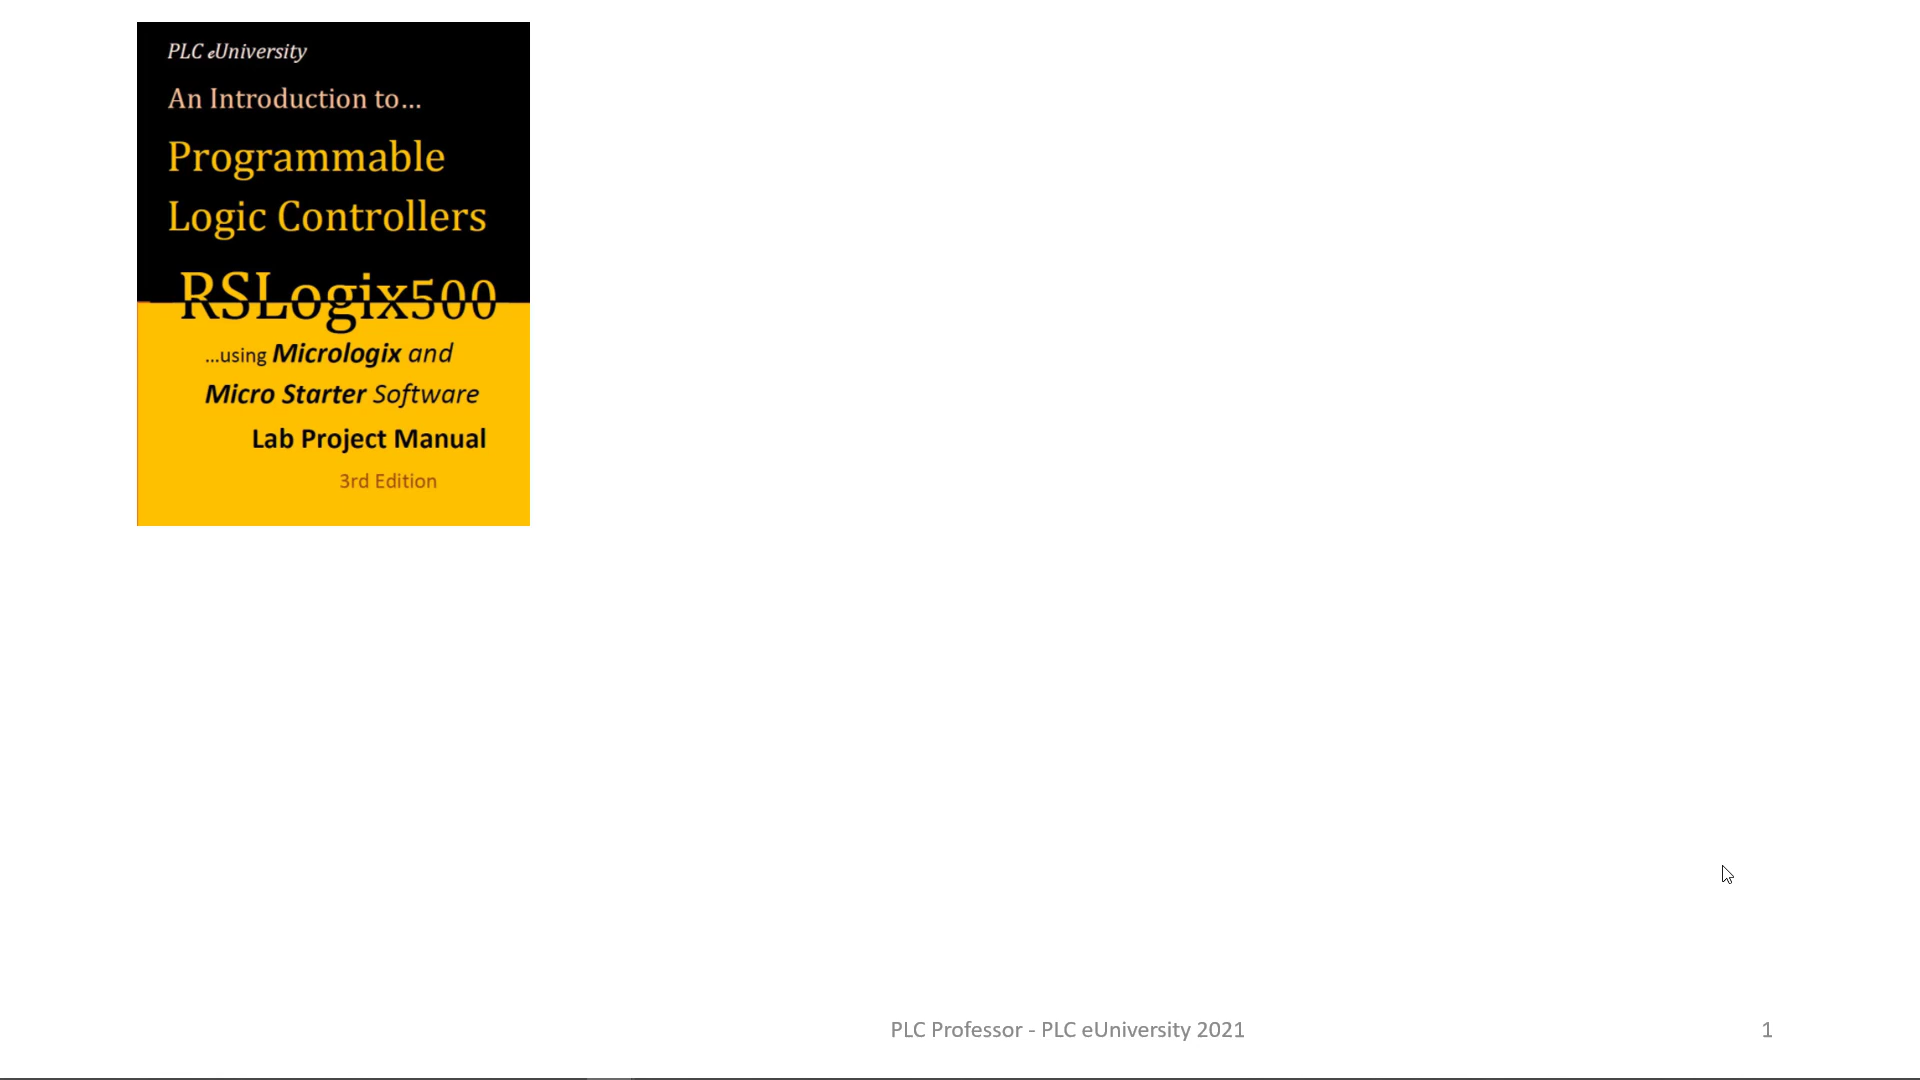 PLC eUniversity
An Introduction to...
Programmable
Logic Controllers
RSLogix500
...using Micrologix and
Micro Starter Software
Lab Project Manual
3rd Edition
PLC Professor - PLC eUniversity 2021
1